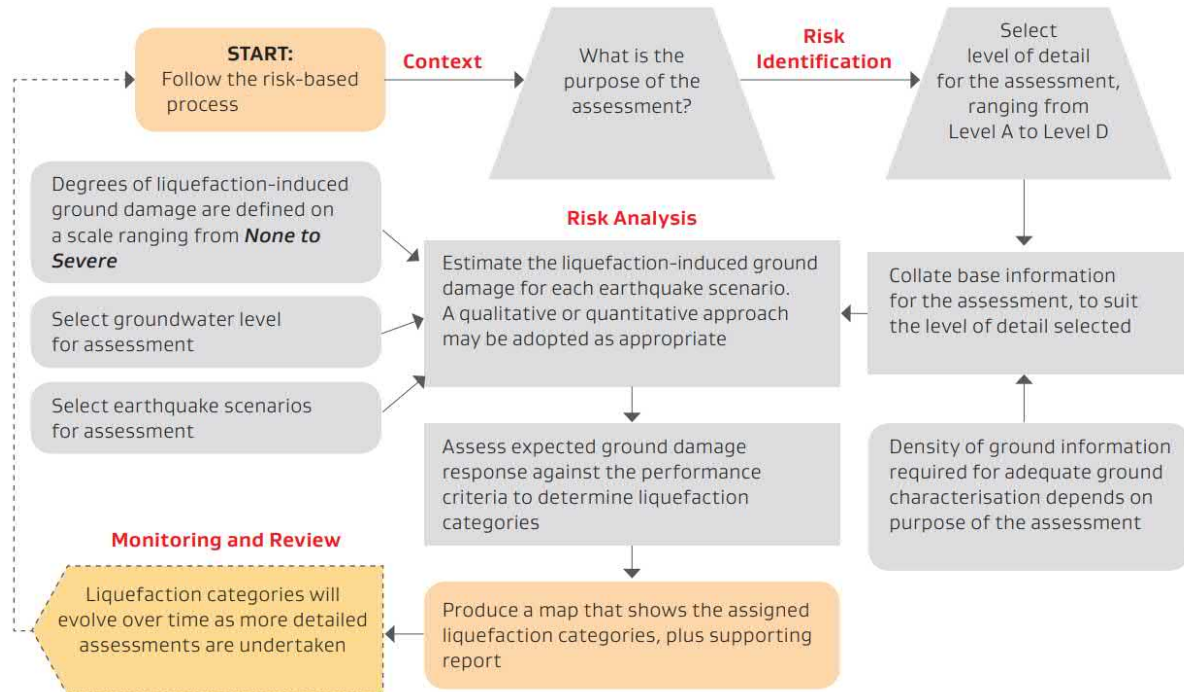 START:
Follow the risk-based
process
Context
What is the
purpose of the
assessment?
Risk
Identification
Select
level of detail
for the assessment,
ranging from
Level A to Level D
Degrees of liquefaction-induced
ground damage are defined on
a scale ranging from None to
Severe
Select groundwater level
for assessment
Select earthquake scenarios
for assessment
Risk Analysis
Estimate the liquefaction-induced ground
damage for each earthquake scenario.
A qualitative or quantitative approach
may be adopted as appropriate
Collate base information
for the assessment, to suit
the level of detail selected
Assess expected ground damage
response against the performance
criteria to determine liquefaction
categories
Density of ground information
required for adequate ground
characterisation depends on
purpose of the assessment
Monitoring and Review
Liquefaction categories will
evolve over time as more detailed
assessments are undertaken
Produce a map that shows the assigned
liquefaction categories, plus supporting
report